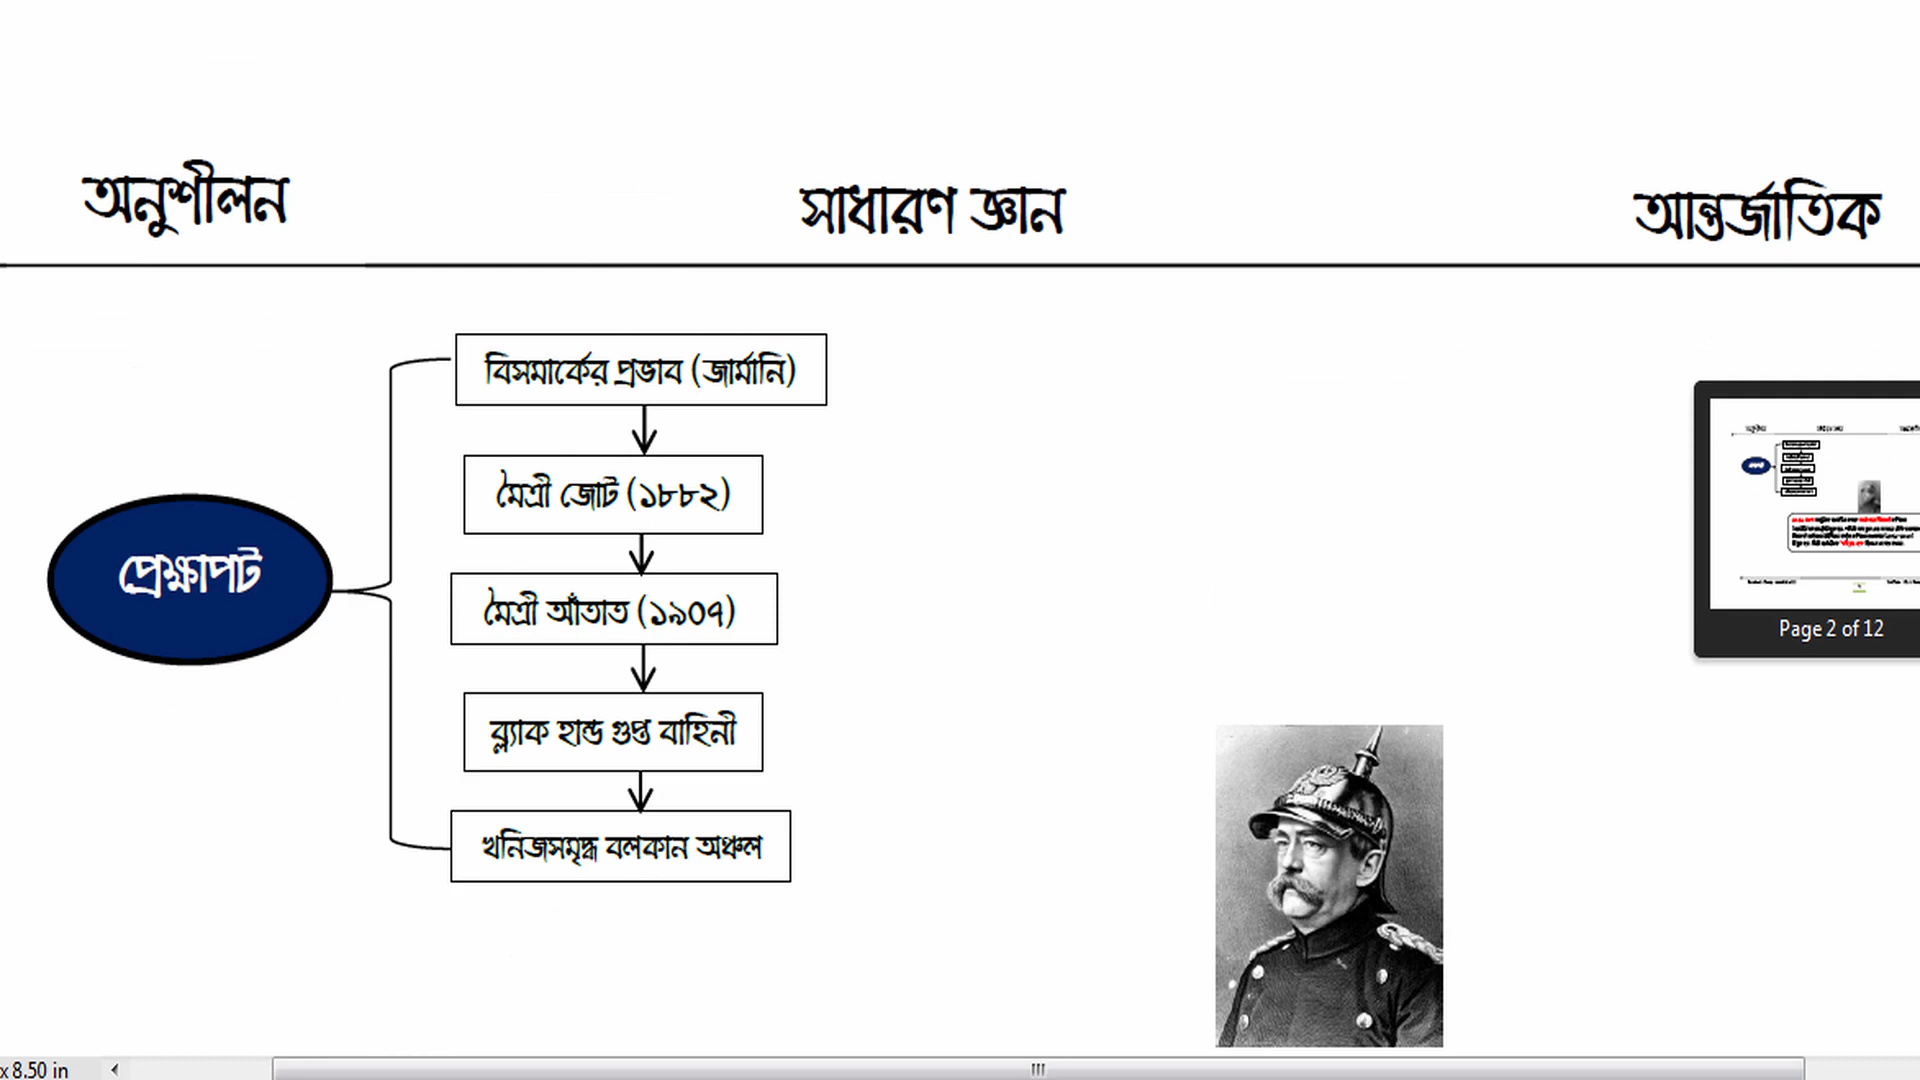 অনুশীলন
সাধারণ জ্ঞান
আন্তর্জাতিক
বিসমার্কের প্রভাব (জার্মানি)
মৈত্রী জোট (১৮৮২)
প্রেক্ষাপট
মৈত্রী আঁতাত (১৯০৭)
Page 2 of 12
ব্ল্যাক হান্ড গুপ্ত বাহিনী
খনিজসমৃদ্ধ বলকান অঞ্চল
x 8.50 in